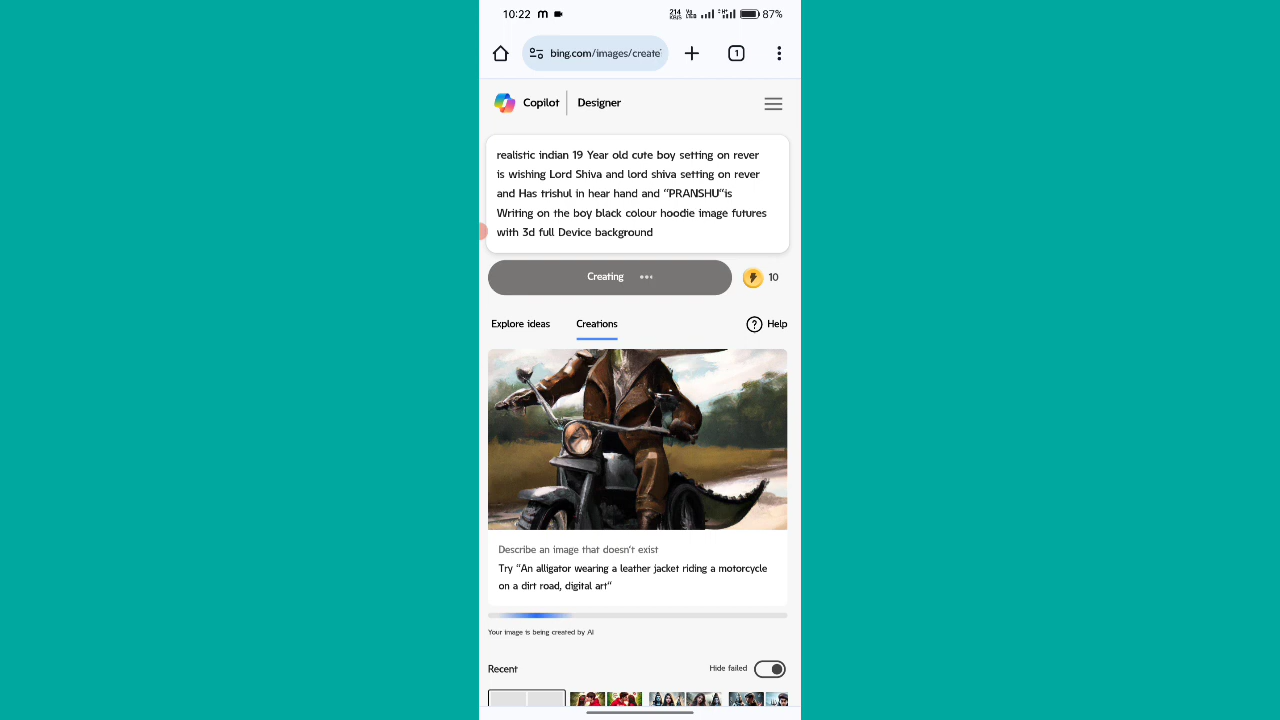 10:22 m 87%
bing.com/images/create
1
Copilot | Designer
realistic indian 19 Year old cute boy setting on rever
is wishing Lord Shiva and lord shiva setting on rever
and Has trishul in hear hand and “PRANSHU“is
Writing on the boy black colour hoodie image futures
with 3d full Device background
Creating ••• 10
Explore ideas Creations ? Help
Describe an image that doesn't exist
Try "An alligator wearing a leather jacket riding a motorcycle
on a dirt road, digital art"
Your image is being created by AI
Recent Hide failed